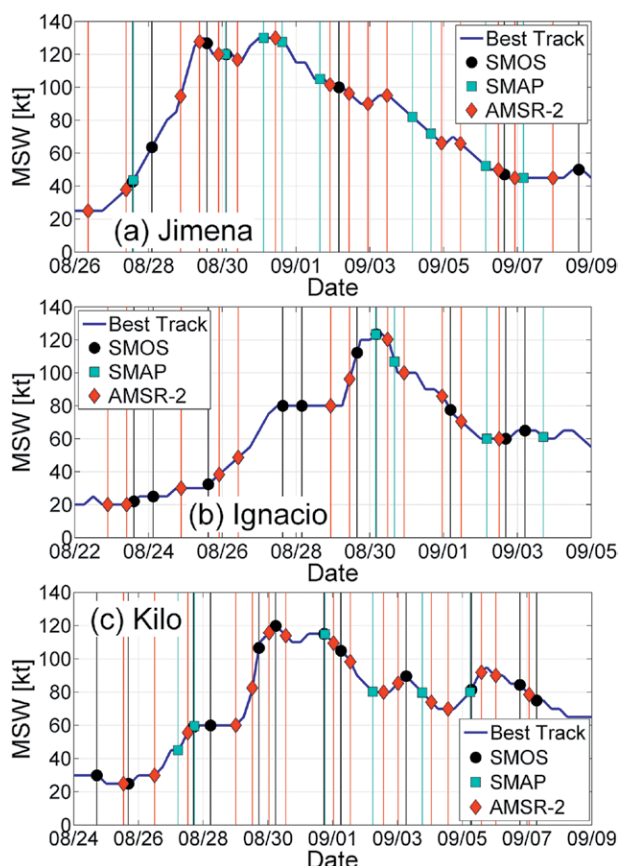 140
120
100
80
60
40
20
0
MSW [kt]
Best Track
SMOS
SMAP
AMSR-2
(a) Jimena
08/26 08/28 08/30 09/01 09/03 09/05 09/07 09/09
Date
140
120
100
80
60
40
20
0
MSW [kt]
Best Track
SMOS
SMAP
AMSR-2
(b) Ignacio
08/22 08/24 08/26 08/28 08/30 09/01 09/03 09/05
Date
140
120
100
80
60
40
20
0
MSW [kt]
(c) Kilo
Best Track
SMOS
SMAP
AMSR-2
08/24 08/26 08/28 08/30 09/01 09/03 09/05 09/07 09/09
Date